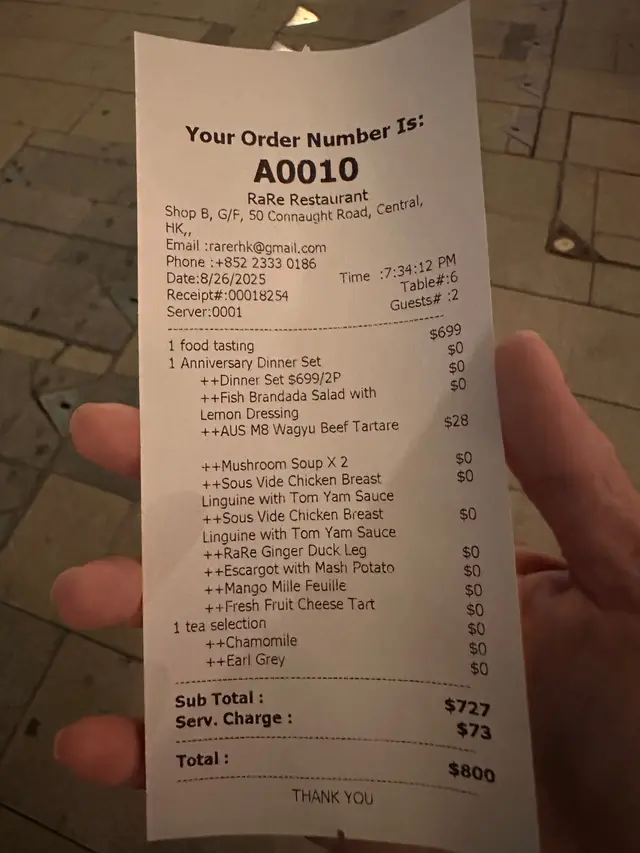 Your Order Number Is:
A0010
RaRe Restaurant
Shop B, G/F, 50 Connaught Road, Central,
HK,,
Email :rarerhk@gmail.com
Phone :+852 2333 0186
Date:8/26/2025 Time :7:34:12 PM
Receipt#:00018254 Table#:6
Server:0001 Guests# :2
1 food tasting $699
1 Anniversary Dinner Set $0
++Dinner Set $699/2P $0
++Fish Brandada Salad with $0
Lemon Dressing
++AUS M8 Wagyu Beef Tartare $28
++Mushroom Soup X 2 $0
++Sous Vide Chicken Breast $0
Linguine with Tom Yam Sauce
++Sous Vide Chicken Breast $0
Linguine with Tom Yam Sauce
++RaRe Ginger Duck Leg $0
++Escargot with Mash Potato $0
++Mango Mille Feuille $0
++Fresh Fruit Cheese Tart $0
1 tea selection $0
++Chamomile $0
++Earl Grey $0
Sub Total : $727
Serv. Charge : $73
Total : $800
THANK YOU